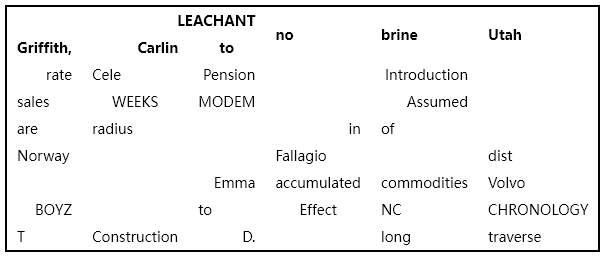 LEACHANT
Griffith, Carlin to no brine Utah
rate Cele Pension Introduction
sales WEEKS MODEM Assumed
are radius in of
Norway Fallagio dist
Emma accumulated commodities Volvo
BOYZ to Effect NC CHRONOLOGY
T Construction D. long traverse